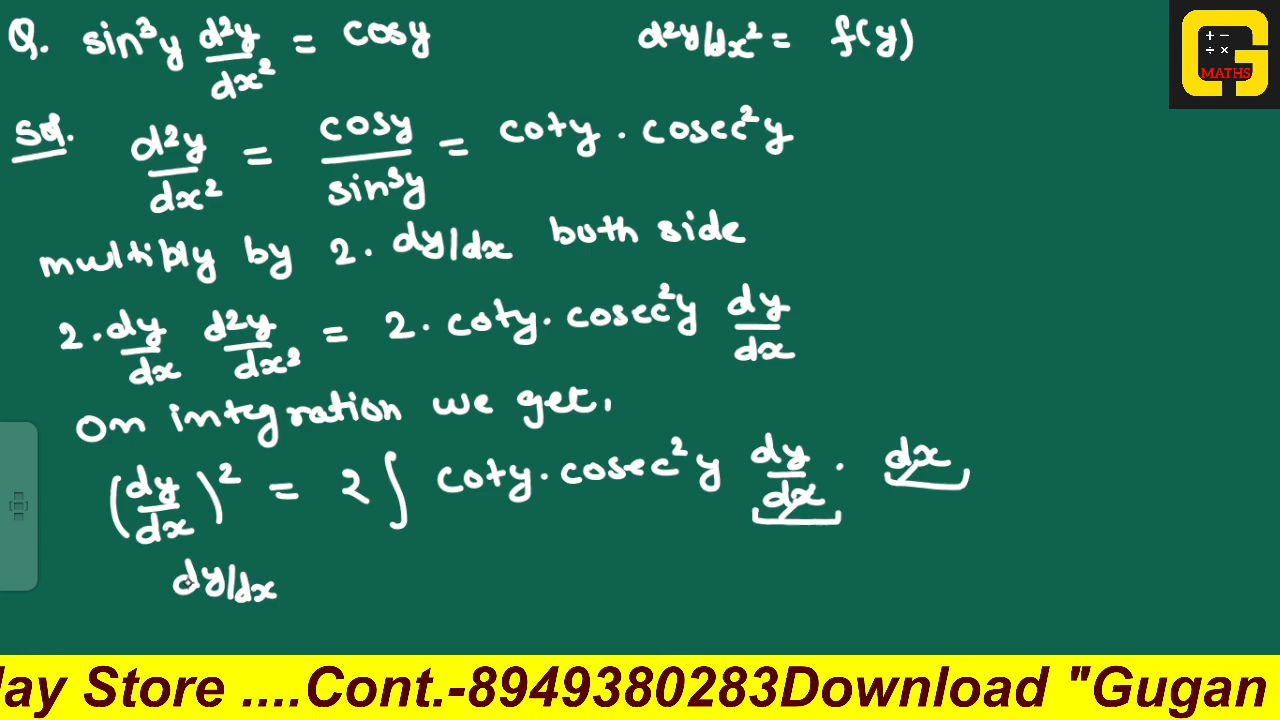 Q. sin³y d²y/dx² = cosy
d²y/dx² = f(y)
+ −
÷ ×
MATHS
Sol. d²y/dx² = cosy/sin³y = coty . cosec²y
multiply by 2. dy/dx both side
2. dy/dx d²y/dx² = 2. coty. cosec²y dy/dx
on integration we get,
(dy/dx)² = 2 ∫ coty. cosec²y dy/dx . dx
dy/dx
lay Store ....Cont.-8949380283Download "Gugan